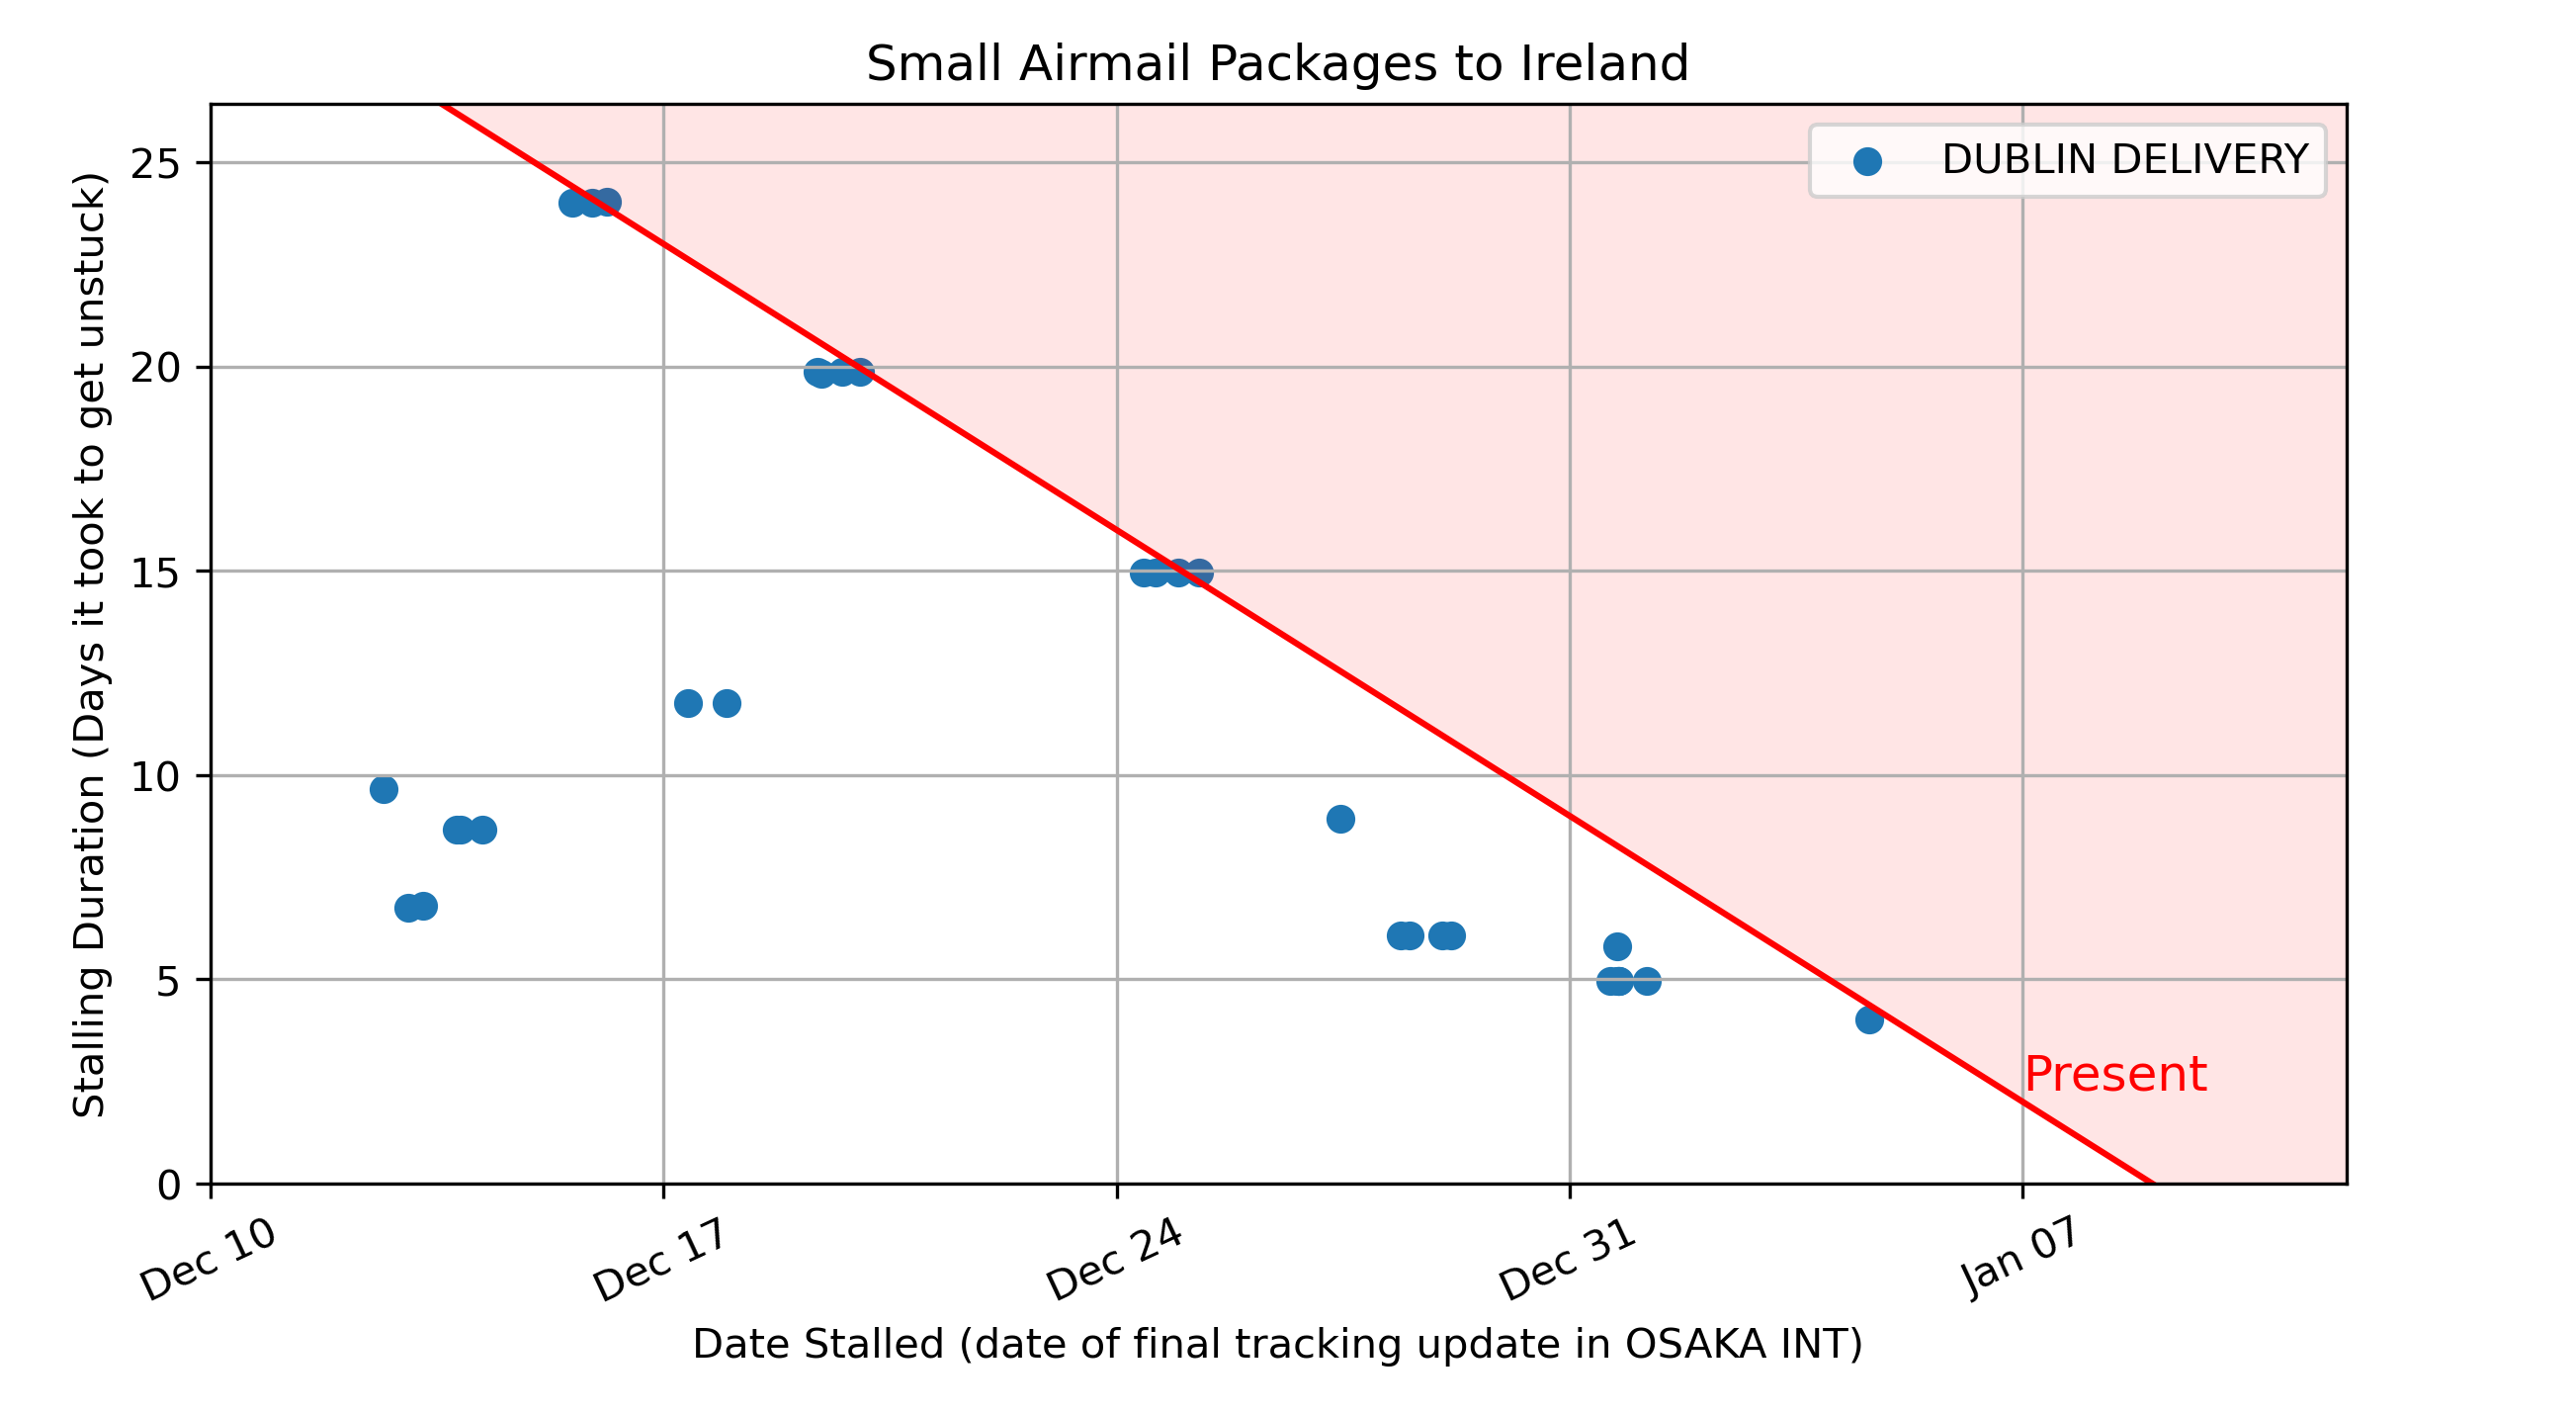 Small Airmail Packages to Ireland
DUBLIN DELIVERY
Stalling Duration (Days it took to get unstuck)
25
20
15
10
5
0
Present
Dec 10
Dec 17
Dec 24
Dec 31
Jan 07
Date Stalled (date of final tracking update in OSAKA INT)